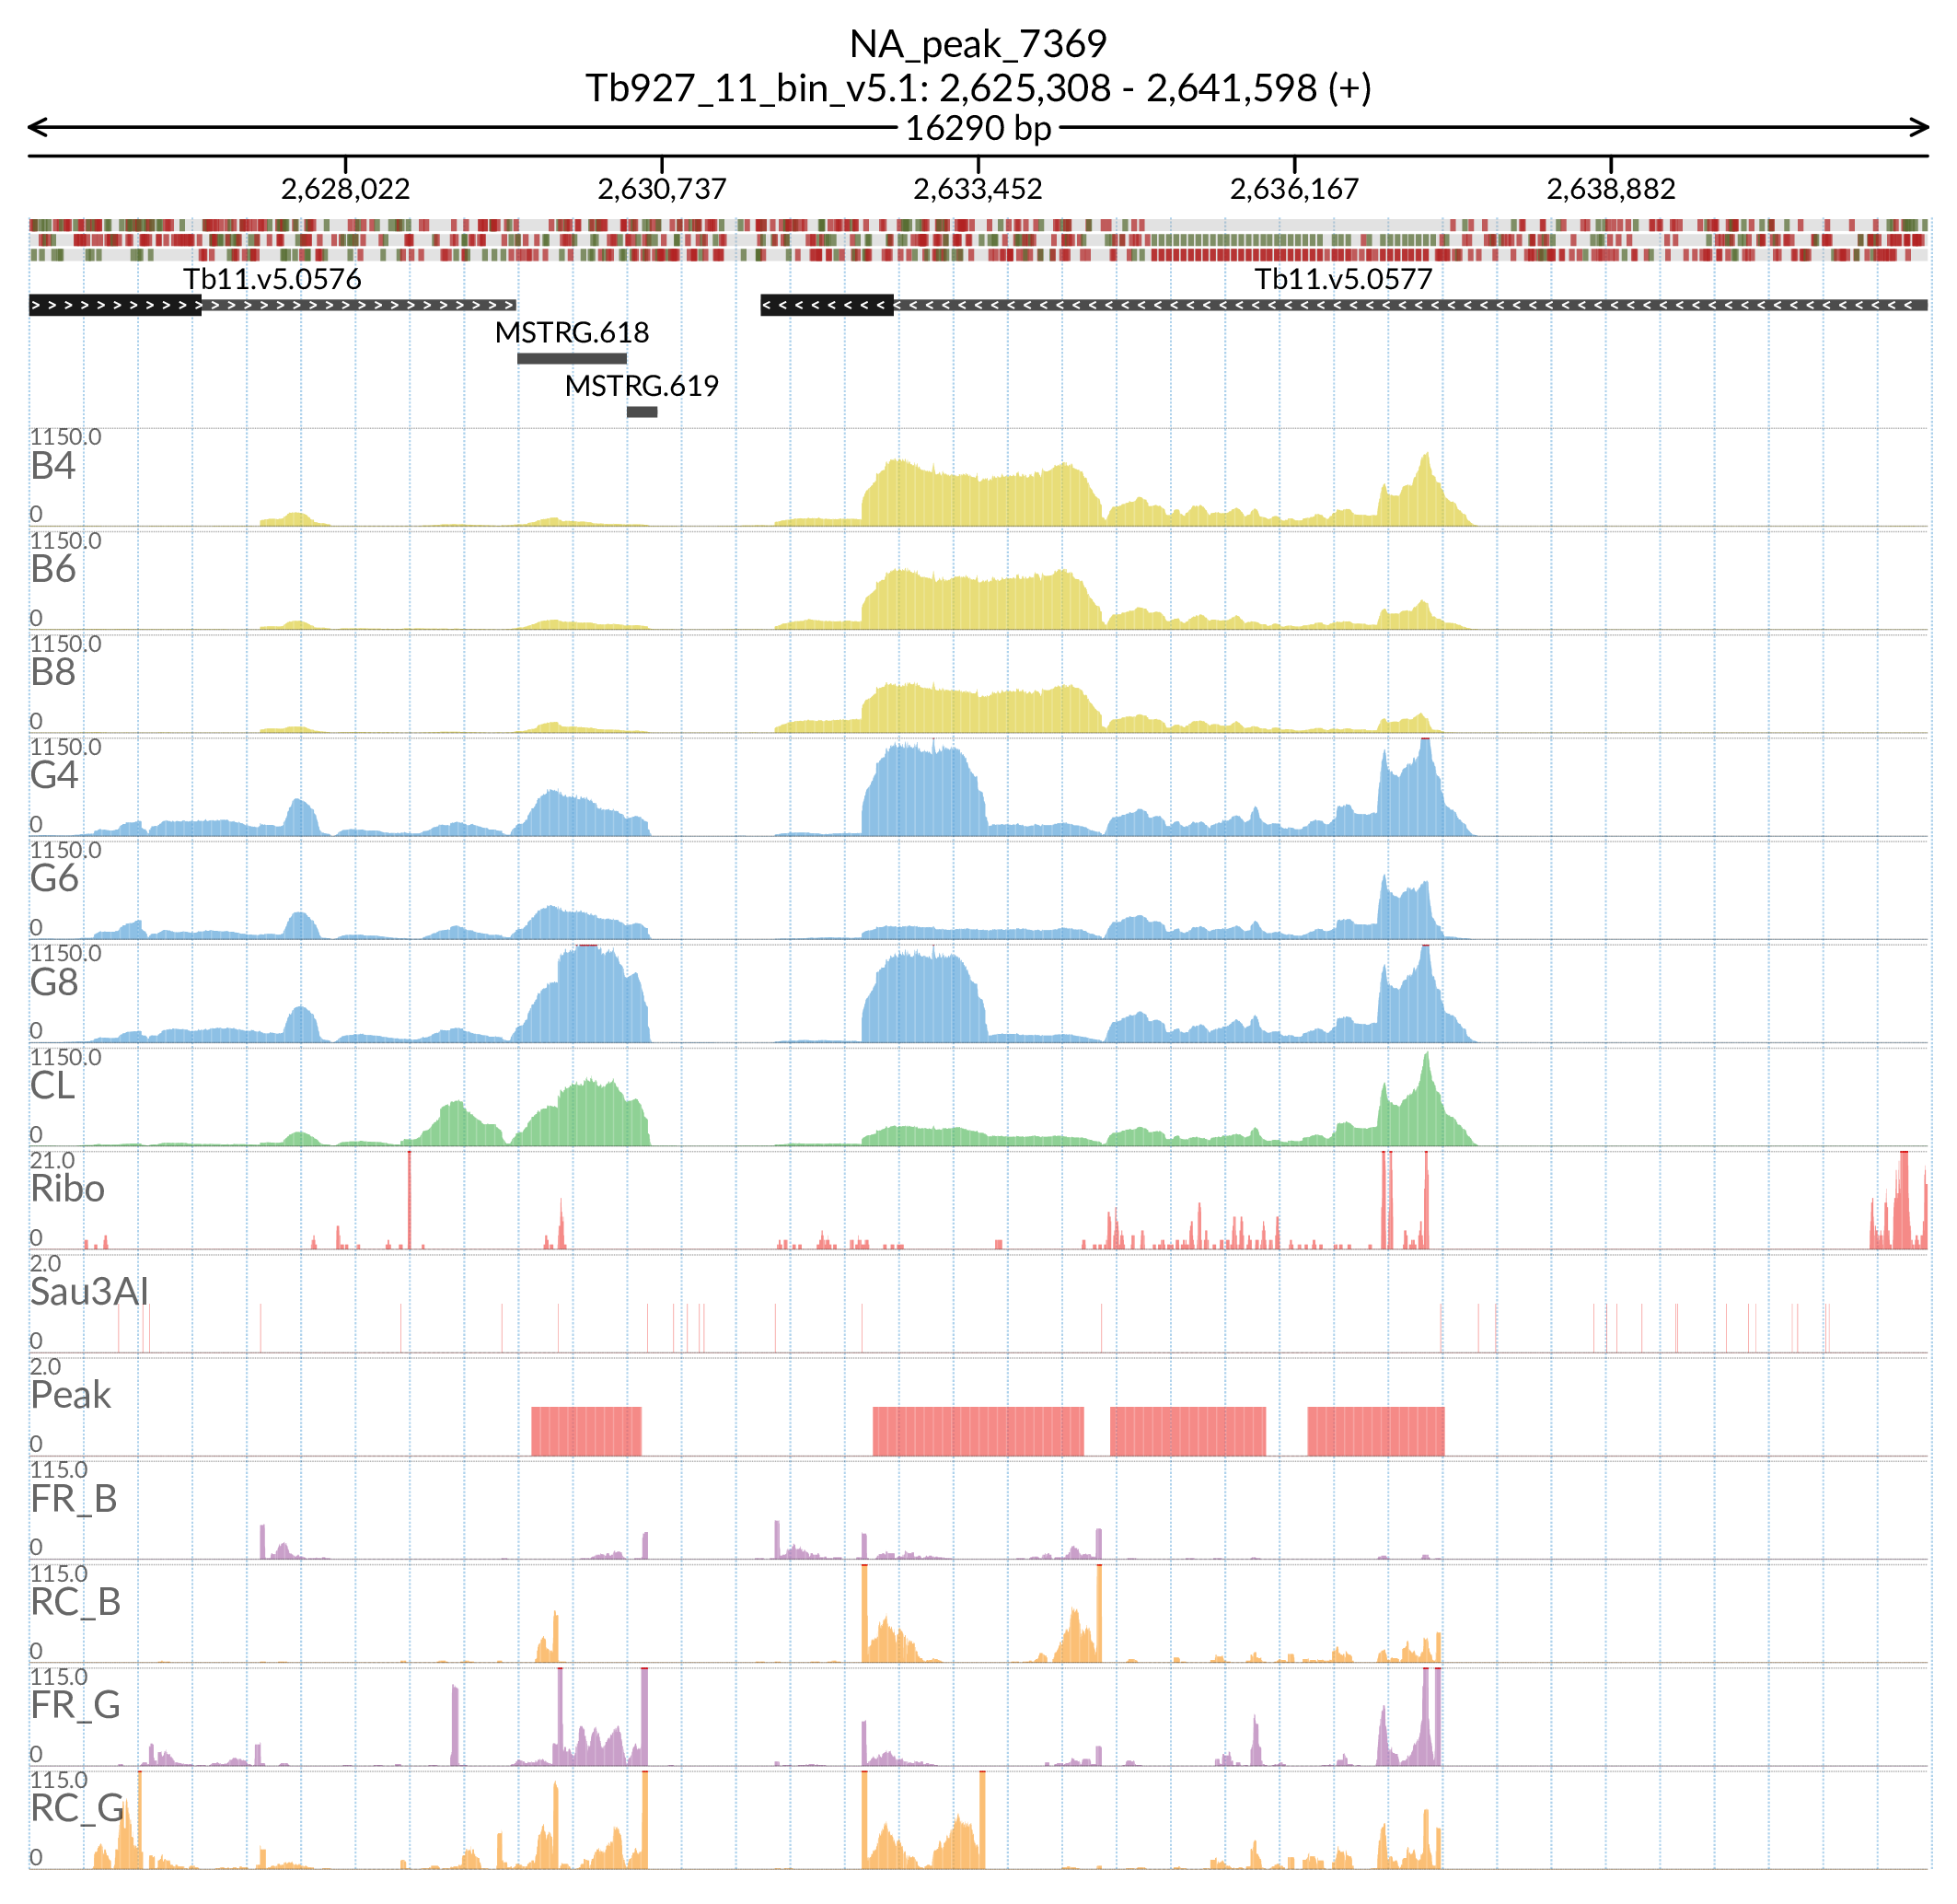 NA_peak_7369
Tb927_11_bin_v5.1: 2,625,308 - 2,641,598 (+)
16290 bp
2,628,022 2,630,737 2,633,452 2,636,167 2,638,882
Tb11.v5.0576 Tb11.v5.0577
MSTRG.618
MSTRG.619
1150.0
B4
0
1150.0
B6
0
1150.0
B8
0
1150.0
G4
0
1150.0
G6
0
1150.0
G8
0
1150.0
CL
0
21.0
Ribo
0
2.0
Sau3AI
0
2.0
Peak
0
115.0
FR_B
0
115.0
RC_B
0
115.0
FR_G
0
115.0
RC_G
0